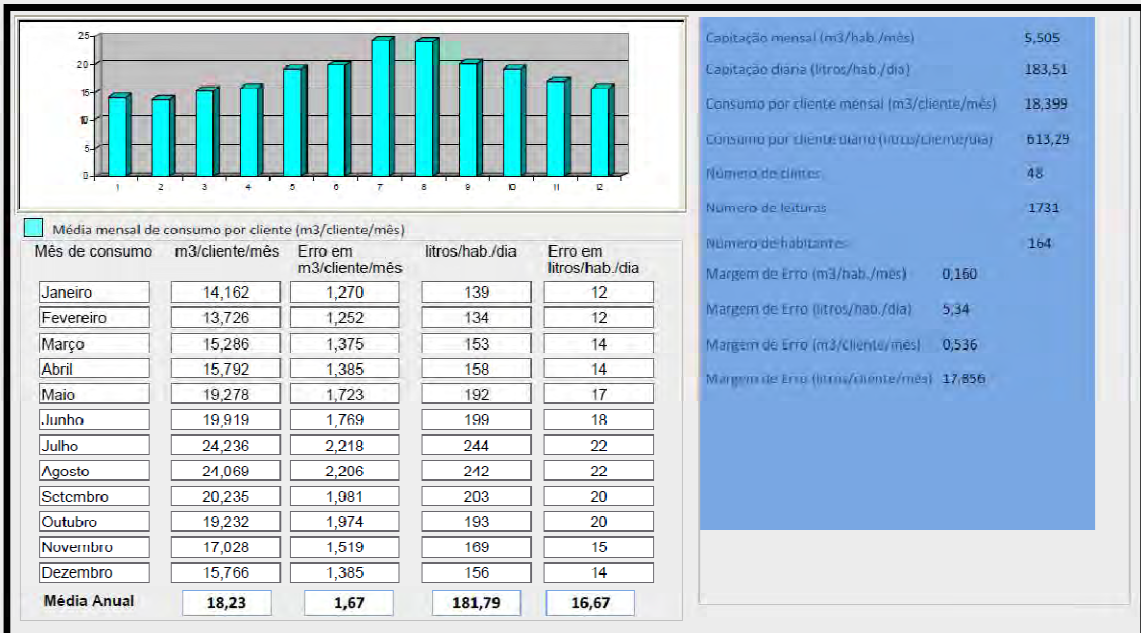 25
20
15
10
5
0
1 2 3 4 5 6 7 8 9 10 11 12
Média mensal de consumo por cliente (m3/cliente/mês)
Mês de consumo m3/cliente/mês Erro em m3/cliente/mês litros/hab./dia Erro em litros/hab./dia
Janeiro 14,162 1,270 139 12
Fevereiro 13,726 1,252 134 12
Março 15,286 1,375 153 14
Abril 15,792 1,385 158 14
Maio 19,278 1,723 192 17
Junho 19,919 1,769 199 18
Julho 24,236 2,218 244 22
Agosto 24,069 2,206 242 22
Setembro 20,235 1,981 203 20
Outubro 19,232 1,974 193 20
Novembro 17,028 1,519 169 15
Dezembro 15,766 1,385 156 14
Média Anual 18,23 1,67 181,79 16,67
Capitação mensal (m3/hab./mês) 5,505
Capitação diária (litros/hab./dia) 183,51
Consumo por cliente mensal (m3/cliente/mês) 18,399
Consumo por cliente diário (litros/cliente/dia) 613,29
Número de clintes 48
Número de leituras 1731
Número de habitantes 164
Margem de Erro (m3/hab./mês) 0,160
Margem de Erro (litros/hab./dia) 5,34
Margem de Erro (m3/cliente/mês) 0,536
Margem de Erro (litros/cliente/mês) 17,856